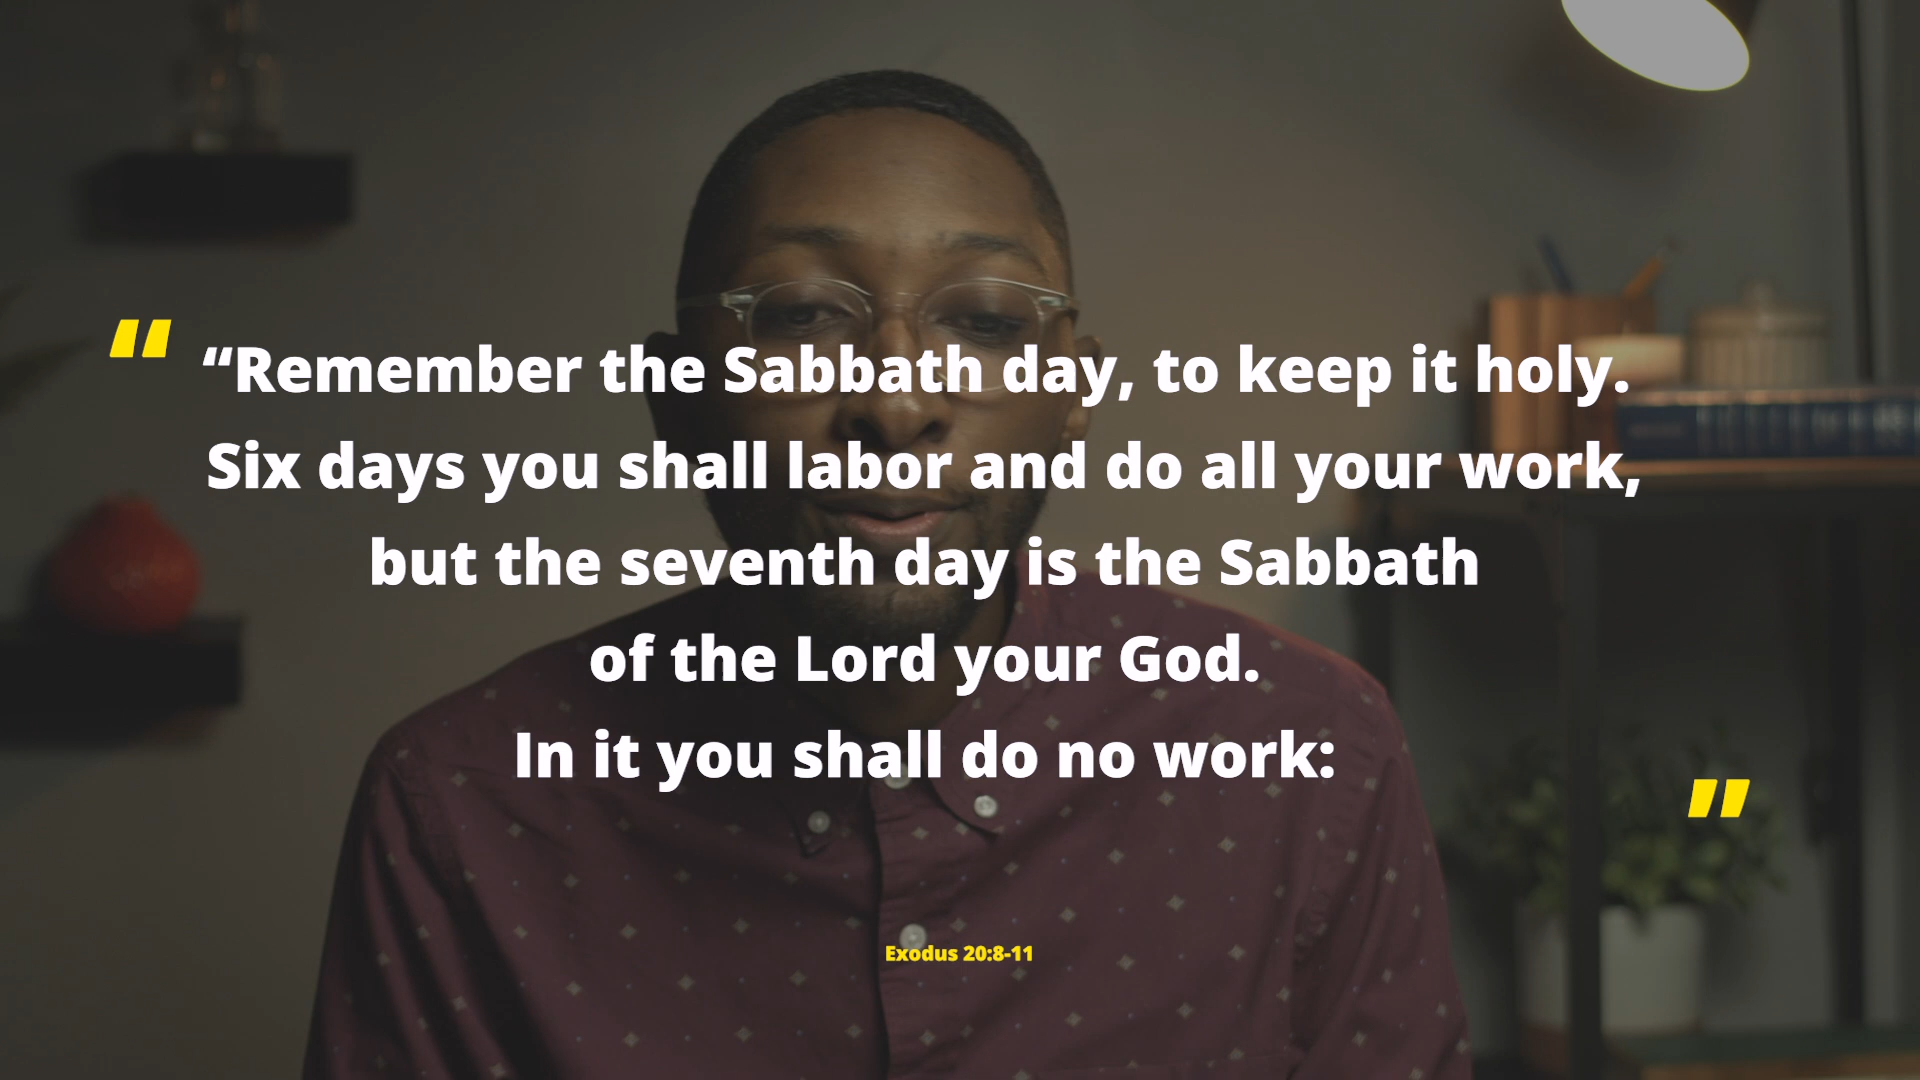 “
“Remember the Sabbath day, to keep it holy.
Six days you shall labor and do all your work,
but the seventh day is the Sabbath
of the Lord your God.
In it you shall do no work:
”
Exodus 20:8-11